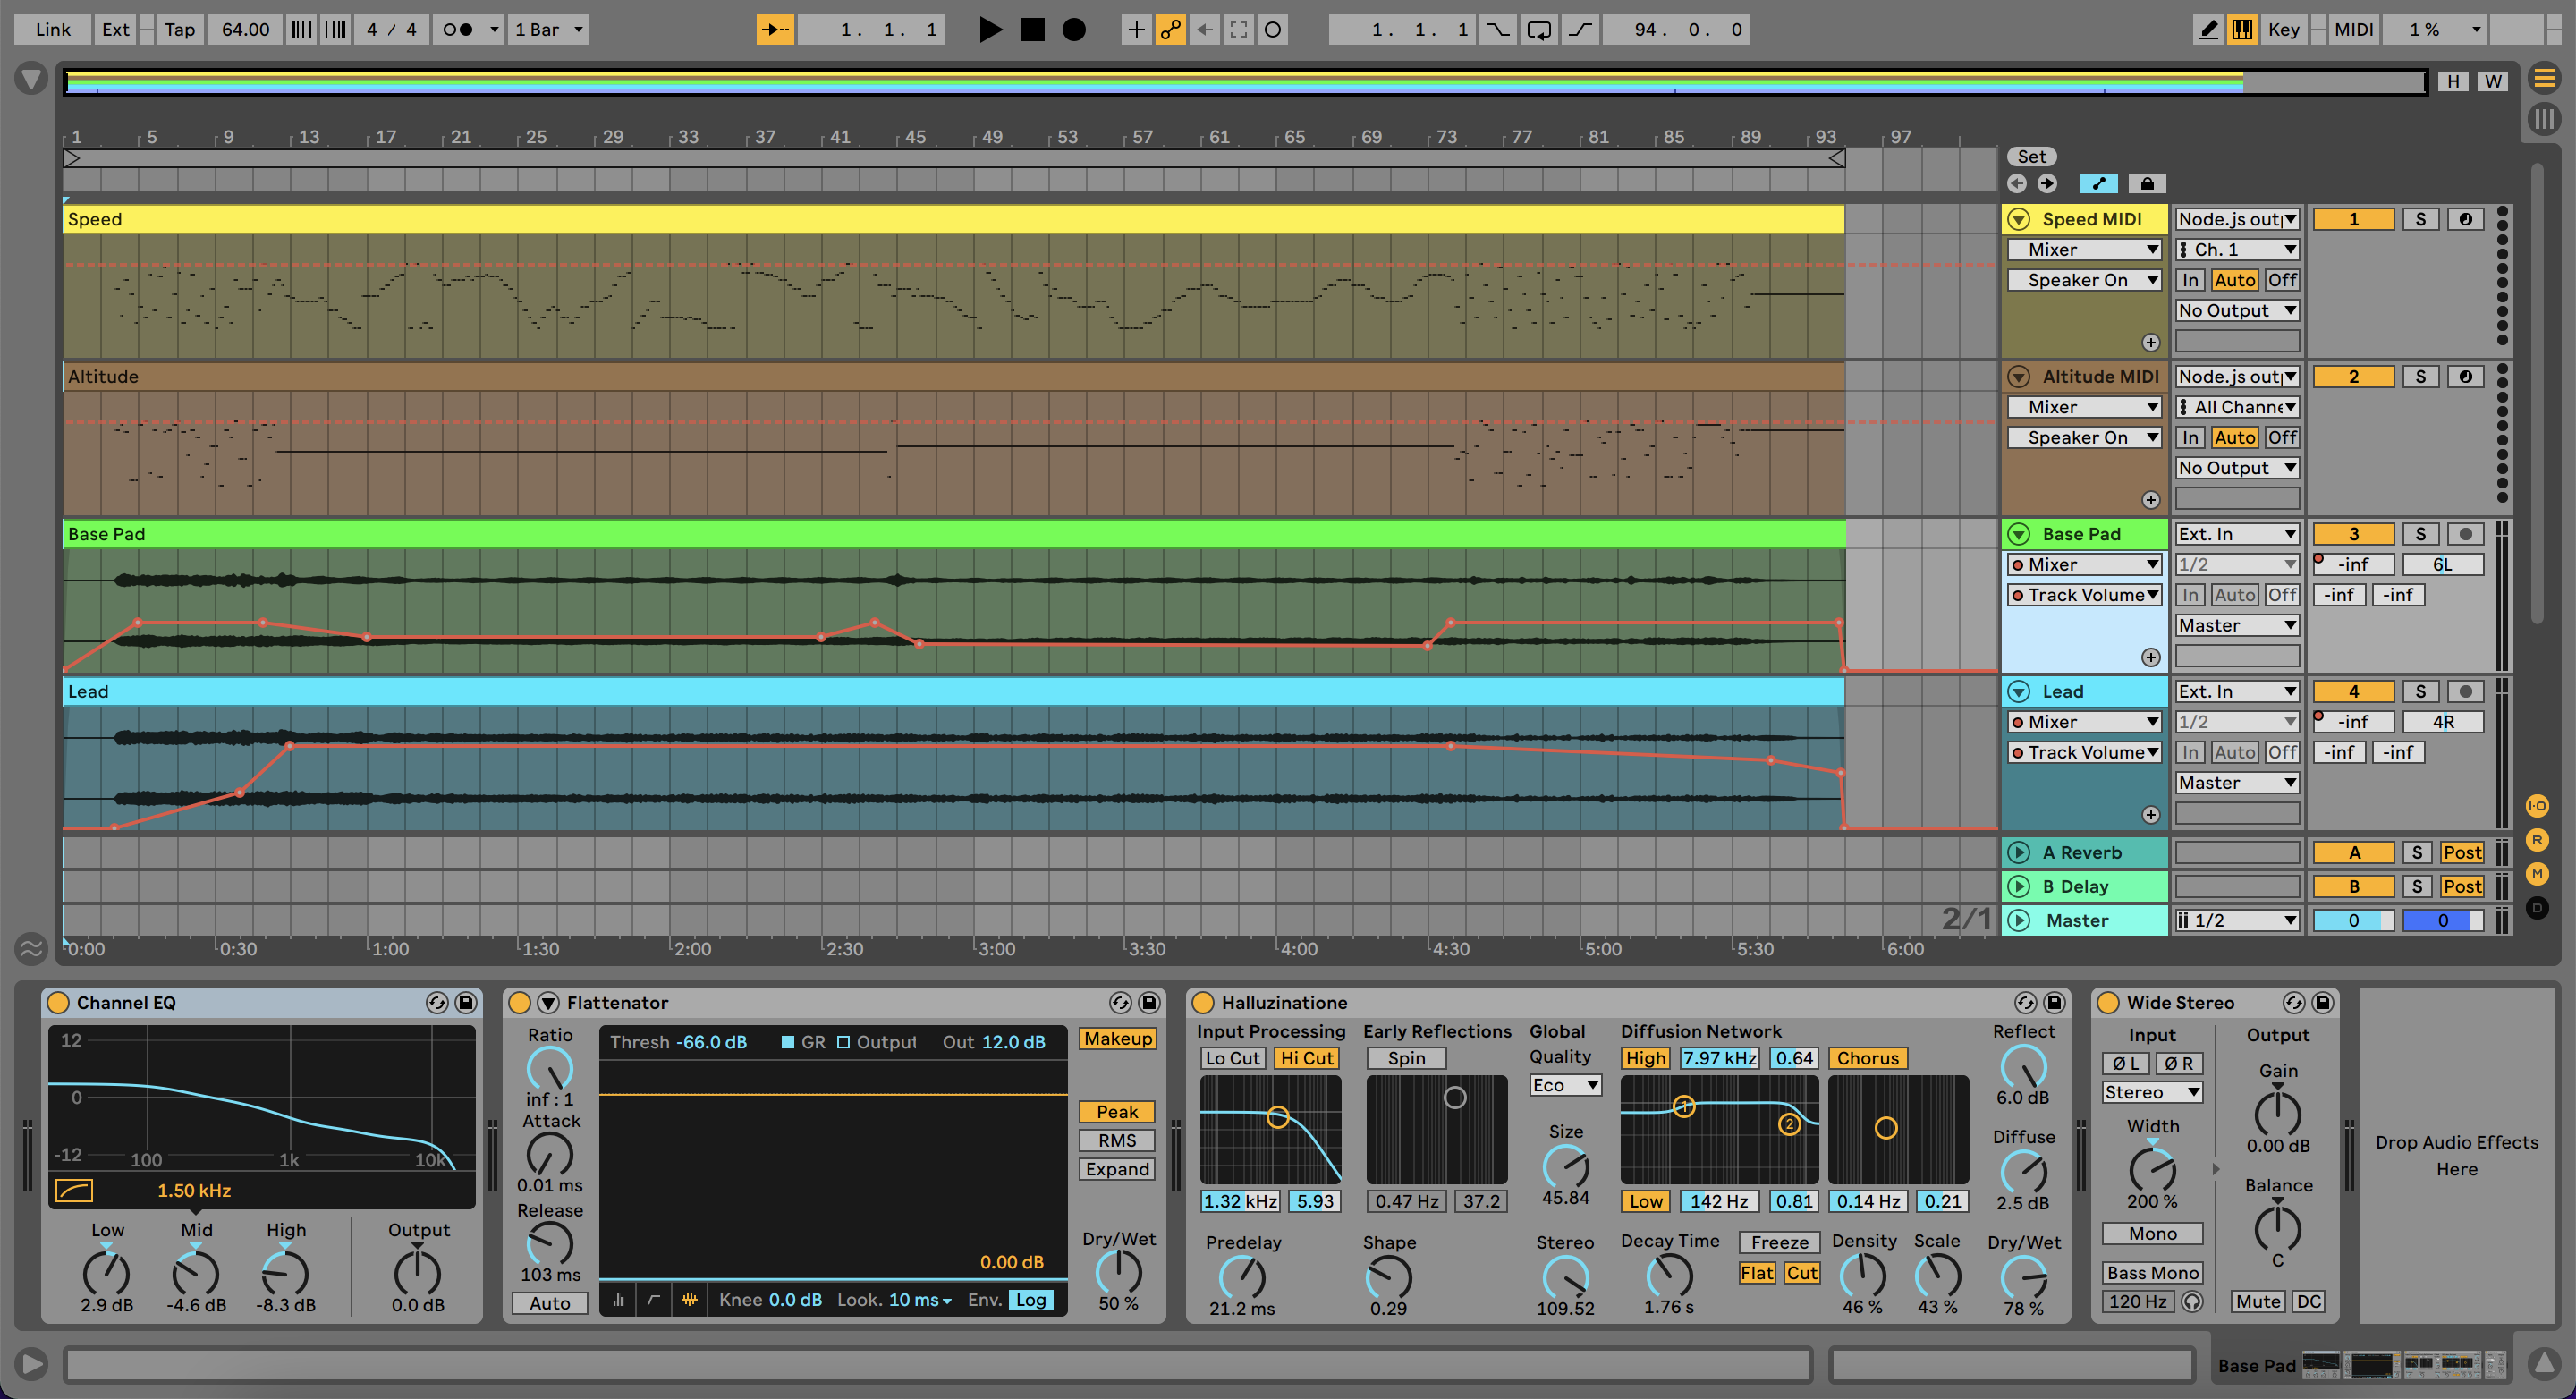 Link Ext Tap 64.00 4 / 4 1 Bar 1. 1. 1 1. 1. 1 94. 0. 0 Key MIDI 1 %
H W
1 5 9 13 17 21 25 29 33 37 41 45 49 53 57 61 65 69 73 77 81 85 89 93 97
Set
Speed Speed MIDI Node.js out 1 S
Mixer Ch. 1
Speaker On In Auto Off
No Output
Altitude Altitude MIDI Node.js out 2 S
Mixer All Channe
Speaker On In Auto Off
No Output
Base Pad Base Pad Ext. In 3 S
Mixer 1/2 -inf 6L
Track Volume In Auto Off -inf -inf
Master
Lead Lead Ext. In 4 S
Mixer 1/2 -inf 4R
Track Volume In Auto Off -inf -inf
Master
I·O
A Reverb A S Post
R
M
B Delay B S Post
D
2/1 Master 1/2 0 0
0:00 0:30 1:00 1:30 2:00 2:30 3:00 3:30 4:00 4:30 5:00 5:30 6:00
Channel EQ
12
0
-12 100 1k 10k
1.50 kHz
Low Mid High Output
2.9 dB -4.6 dB -8.3 dB 0.0 dB
Flattenator
Ratio
inf : 1
Attack
0.01 ms
Release
103 ms
Auto
Thresh -66.0 dB GR Output Out 12.0 dB
0.00 dB
Knee 0.0 dB Look. 10 ms Env. Log
Makeup
Peak
RMS
Expand
Dry/Wet
50 %
Halluzinatione
Input Processing
Lo Cut Hi Cut
1.32 kHz 5.93
Predelay
21.2 ms
Early Reflections
Spin
0.47 Hz 37.2
Shape
0.29
Global
Quality
Eco
Size
45.84
Stereo
109.52
Diffusion Network
High 7.97 kHz 0.64 Chorus
1
2
Low 142 Hz 0.81 0.14 Hz 0.21
Decay Time Freeze Density Scale
Flat Cut
1.76 s 46 % 43 %
Reflect
6.0 dB
Diffuse
2.5 dB
Dry/Wet
78 %
Wide Stereo
Input
Ø L Ø R
Stereo
Width
200 %
Mono
Bass Mono
120 Hz
Output
Gain
0.00 dB
Balance
C
Mute DC
Drop Audio Effects
Here
Base Pad